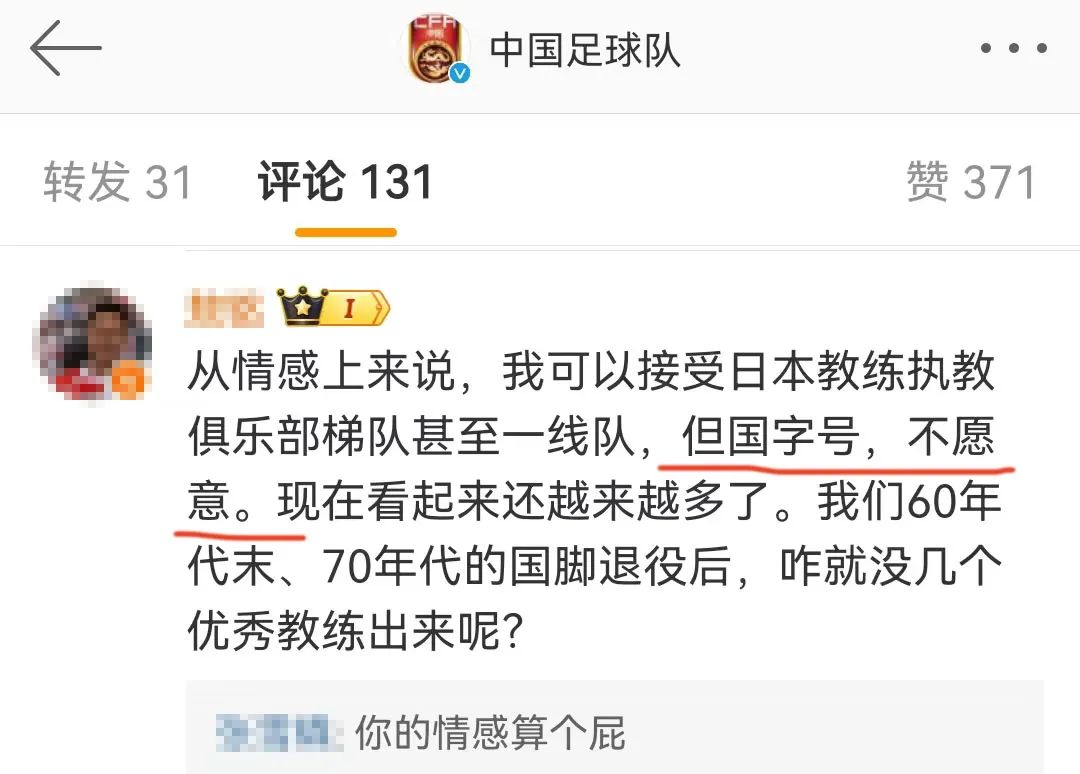 CFA
中国足球队
转发 31 评论 131 赞 371
I
从情感上来说，我可以接受日本教练执教
俱乐部梯队甚至一线队，但国字号，不愿
意。现在看起来还越来越多了。我们60年
代末、70年代的国脚退役后，咋就没几个
优秀教练出来呢？
你的情感算个屁